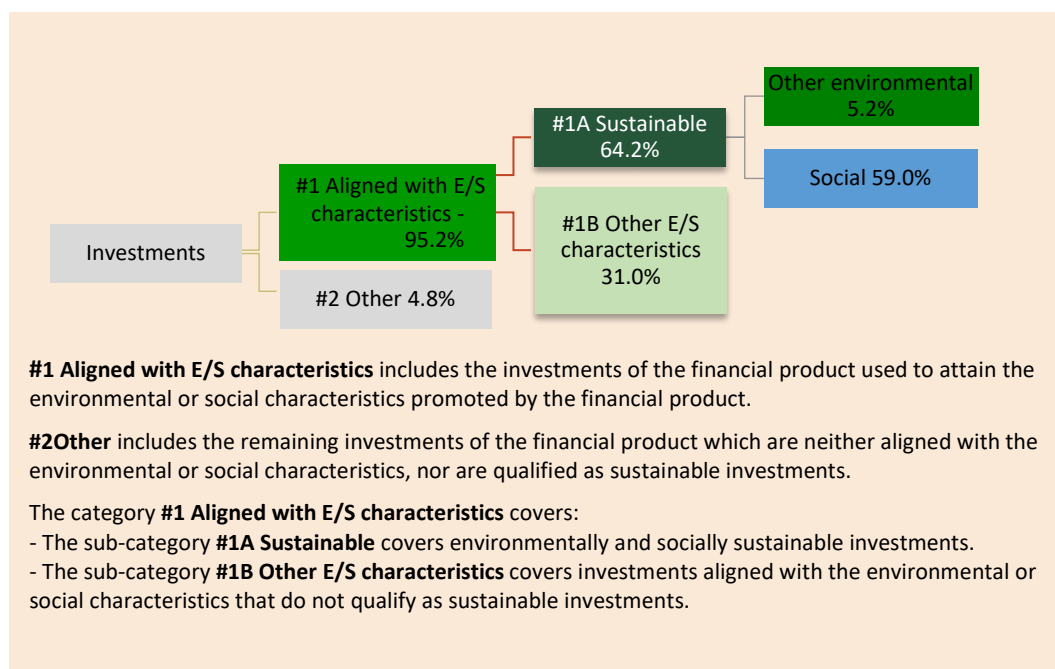 Other environmental
5.2%
#1A Sustainable
64.2%
Social 59.0%
#1 Aligned with E/S
characteristics -
95.2%
#1B Other E/S
characteristics
31.0%
Investments
#2 Other 4.8%
#1 Aligned with E/S characteristics includes the investments of the financial product used to attain the
environmental or social characteristics promoted by the financial product.
#2Other includes the remaining investments of the financial product which are neither aligned with the
environmental or social characteristics, nor are qualified as sustainable investments.
The category #1 Aligned with E/S characteristics covers:
- The sub-category #1A Sustainable covers environmentally and socially sustainable investments.
- The sub-category #1B Other E/S characteristics covers investments aligned with the environmental or
social characteristics that do not qualify as sustainable investments.